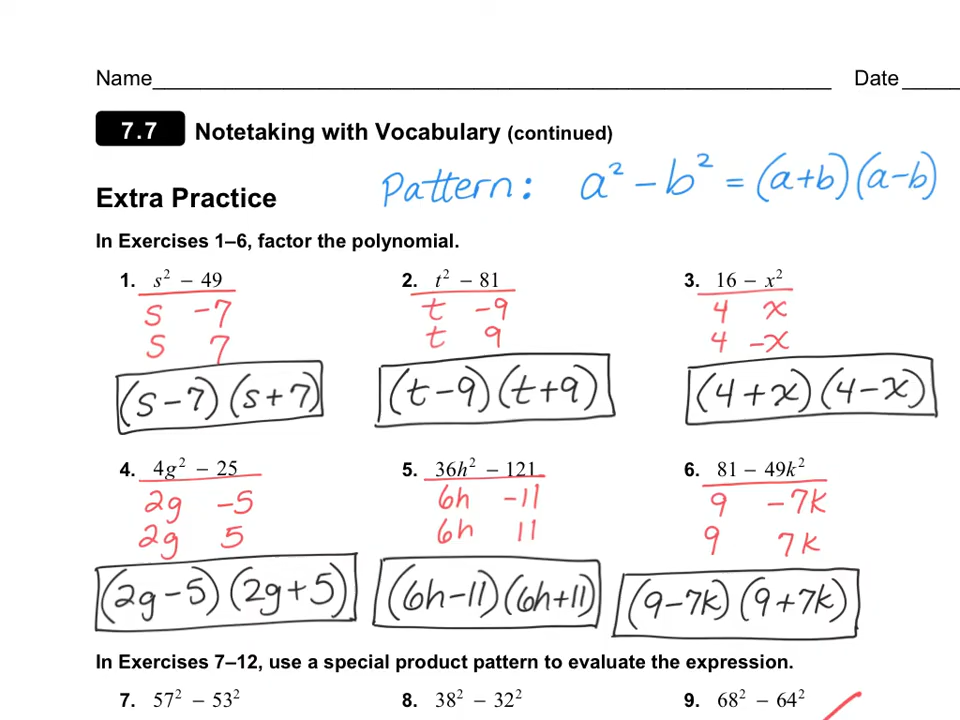 Name Date
7.7 Notetaking with Vocabulary (continued)
Pattern: a² - b² = (a+b)(a-b)
Extra Practice
In Exercises 1–6, factor the polynomial.
1. s² − 49 2. t² − 81 3. 16 − x²
s -7 t -9 4 x
s 7 t 9 4 -x
(s-7)(s+7) (t-9)(t+9) (4+x)(4-x)
4. 4g² − 25 5. 36h² − 121 6. 81 − 49k²
2g -5 6h -11 9 -7k
2g 5 6h 11 9 7k
(2g-5)(2g+5) (6h-11)(6h+11) (9-7k)(9+7k)
In Exercises 7–12, use a special product pattern to evaluate the expression.
7. 57² − 53² 8. 38² − 32² 9. 68² − 64²